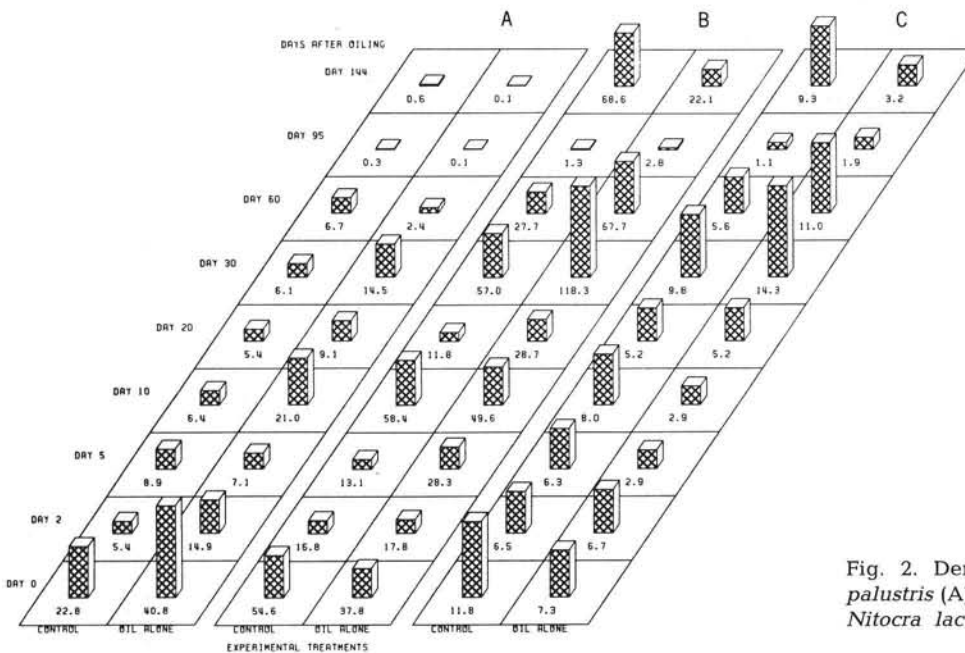 A B C
DAYS AFTER OILING
DAY 144
0.6 0.1 68.6 22.1 9.3 3.2
DAY 95
0.3 0.1 1.3 2.8 1.1 1.9
DAY 60
6.7 2.4 27.7 67.7 5.6 11.0
DAY 30
6.1 14.5 57.0 118.3 9.8 14.3
DAY 20
5.4 9.1 11.8 28.7 5.2 5.2
DAY 10
6.4 21.0 58.4 49.6 8.0 2.9
DAY 5
8.9 7.1 13.1 28.3 6.3 2.9
DAY 2
5.4 14.9 16.8 17.8 6.5 6.7
DAY 0
22.8 40.8 54.6 37.8 11.8 7.3
CONTROL OIL ALONE CONTROL OIL ALONE CONTROL OIL ALONE
EXPERIMENTAL TREATMENTS
Fig. 2. Der
palustris (A)
Nitocra lac